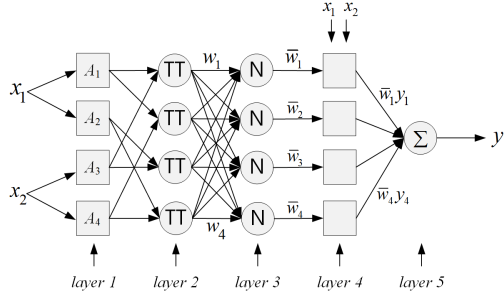 x₁ x₂
A₁ TT w₁ N w̅₁
x₁ w̅₁y₁
A₂ TT N w̅₂
Σ y
A₃ TT N w̅₃
x₂ w̅₄y₄
A₄ TT w₄ N w̅₄
layer 1 layer 2 layer 3 layer 4 layer 5